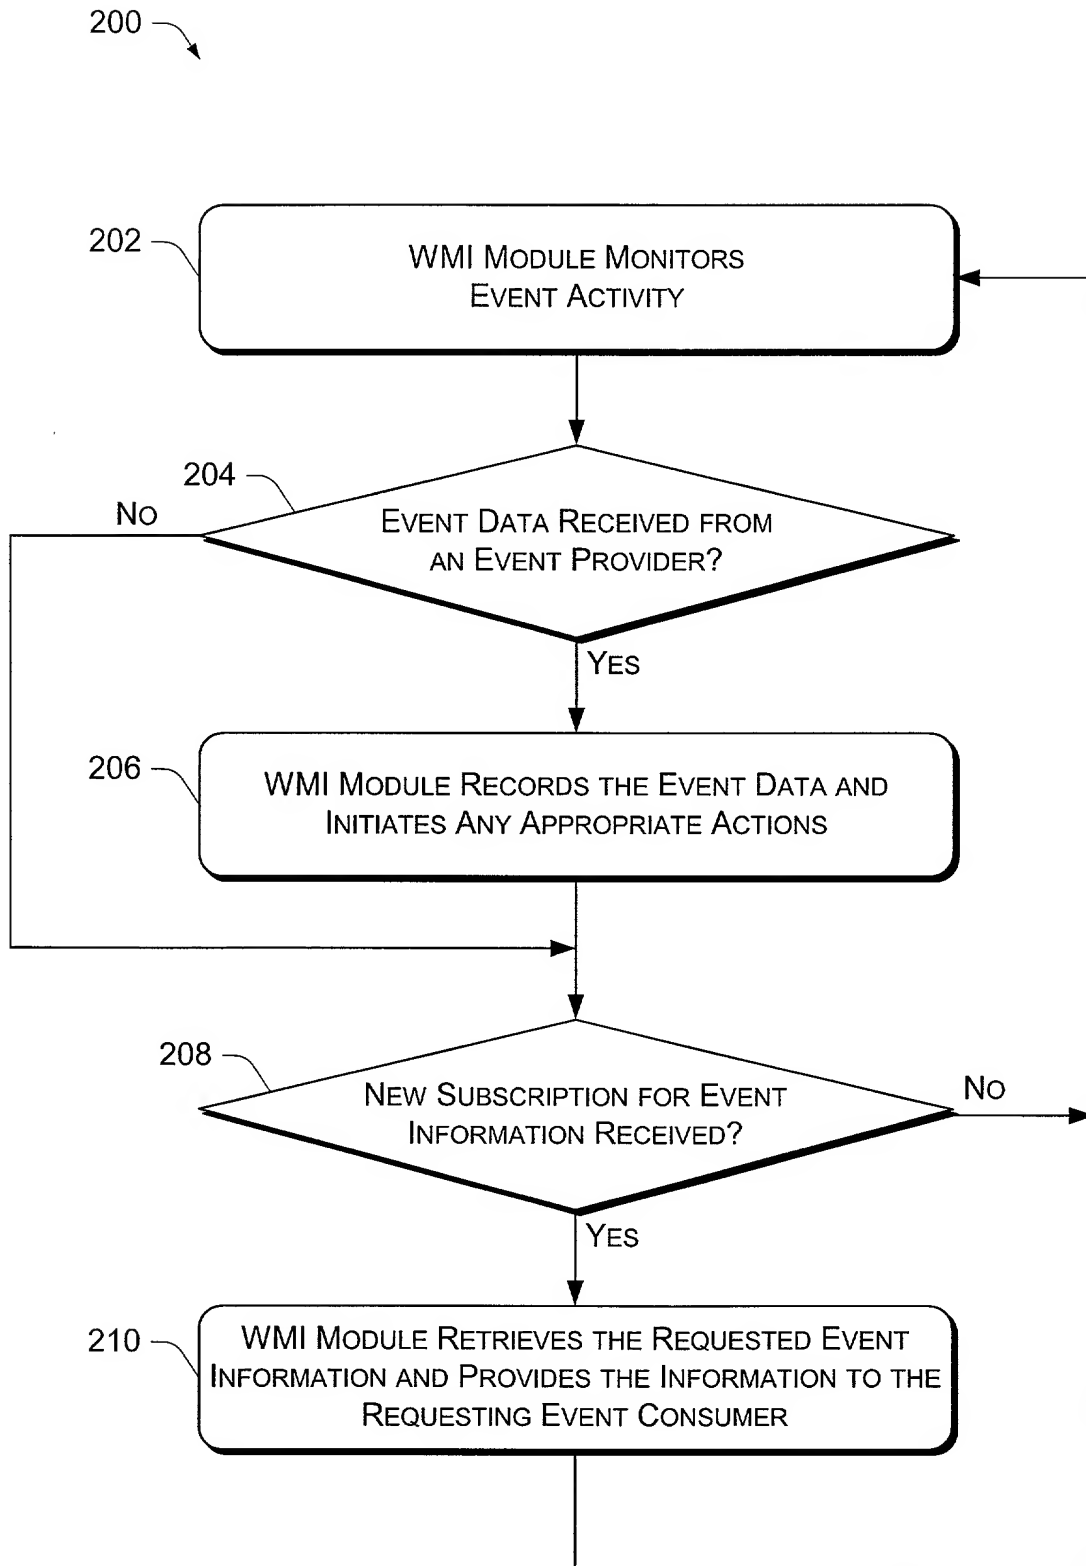 200
202
WMI MODULE MONITORS
EVENT ACTIVITY
204
NO
EVENT DATA RECEIVED FROM
AN EVENT PROVIDER?
YES
206
WMI MODULE RECORDS THE EVENT DATA AND
INITIATES ANY APPROPRIATE ACTIONS
208
NEW SUBSCRIPTION FOR EVENT
INFORMATION RECEIVED?
NO
YES
210
WMI MODULE RETRIEVES THE REQUESTED EVENT
INFORMATION AND PROVIDES THE INFORMATION TO THE
REQUESTING EVENT CONSUMER